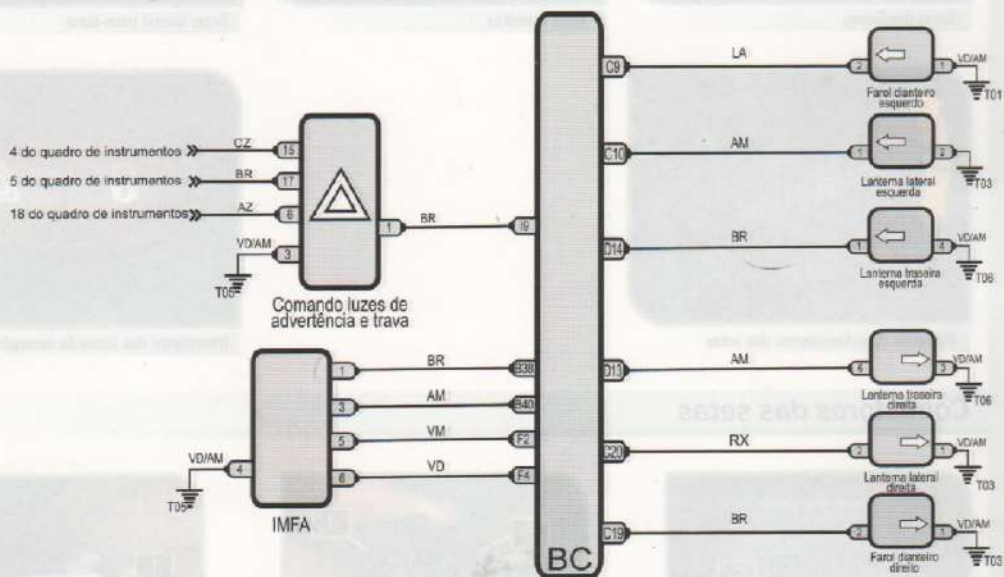 C9
LA
2
1
VD/AM
T01
Farol dianteiro
esquerdo
4 do quadro de instrumentos
CZ
15
5 do quadro de instrumentos
BR
17
18 do quadro de instrumentos
AZ
6
VD/AM
3
T05
1
BR
I9
Comando luzes de
advertência e trava
C10
AM
1
2
VD/AM
T03
Lanterna lateral
esquerda
D14
BR
1
4
VD/AM
T06
Lanterna traseira
esquerda
1
BR
B38
3
AM
B40
5
VM
F2
6
VD
F4
VD/AM
4
T05
IMFA
D13
AM
3
VD/AM
T06
Lanterna traseira
direita
C20
RX
2
1
VD/AM
T03
Lanterna lateral
direita
C19
BR
2
1
VD/AM
T03
Farol dianteiro
direito
BC